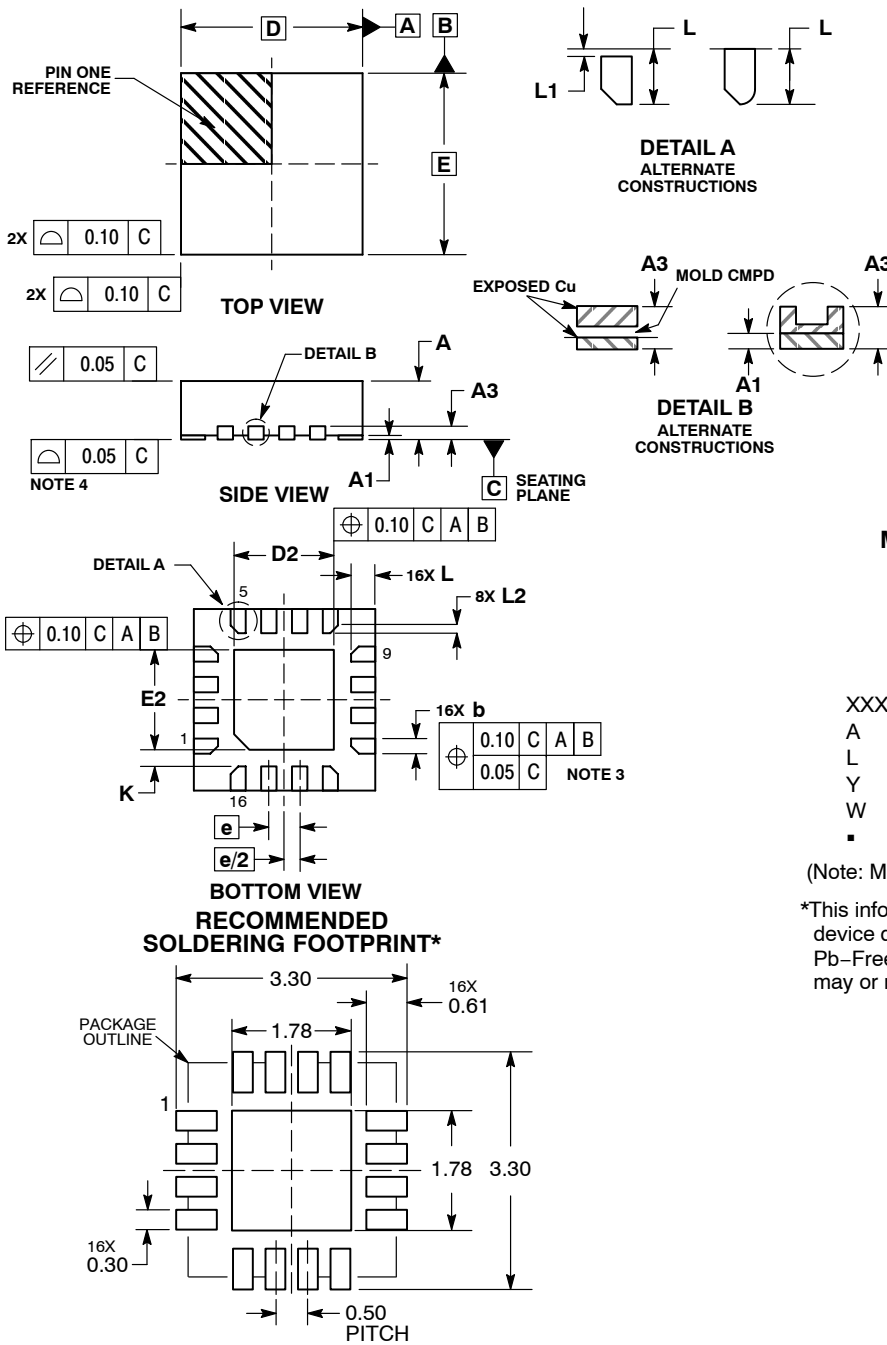 D
A
B
PIN ONE
REFERENCE
E
2X ⌓ 0.10 C
2X ⌓ 0.10 C
TOP VIEW
L
L
L1
DETAIL A
ALTERNATE
CONSTRUCTIONS
EXPOSED Cu
A3
MOLD CMPD
A3
A1
DETAIL B
ALTERNATE
CONSTRUCTIONS
// 0.05 C
DETAIL B
A
A3
⌓ 0.05 C
NOTE 4
A1
C
SEATING
PLANE
SIDE VIEW
⌖ 0.10 C A B
DETAIL A
D2
16X L
5
8X L2
⌖ 0.10 C A B
9
E2
16X b
⌖ 0.10 C A B
0.05 C NOTE 3
1
K
16
e
e/2
BOTTOM VIEW
RECOMMENDED
SOLDERING FOOTPRINT*
3.30
16X
0.61
PACKAGE
OUTLINE
1.78
1
1.78
3.30
16X
0.30
0.50
PITCH
M
XXX
A
L
Y
W
▪
(Note: M
*This info
device
Pb−Free
may or